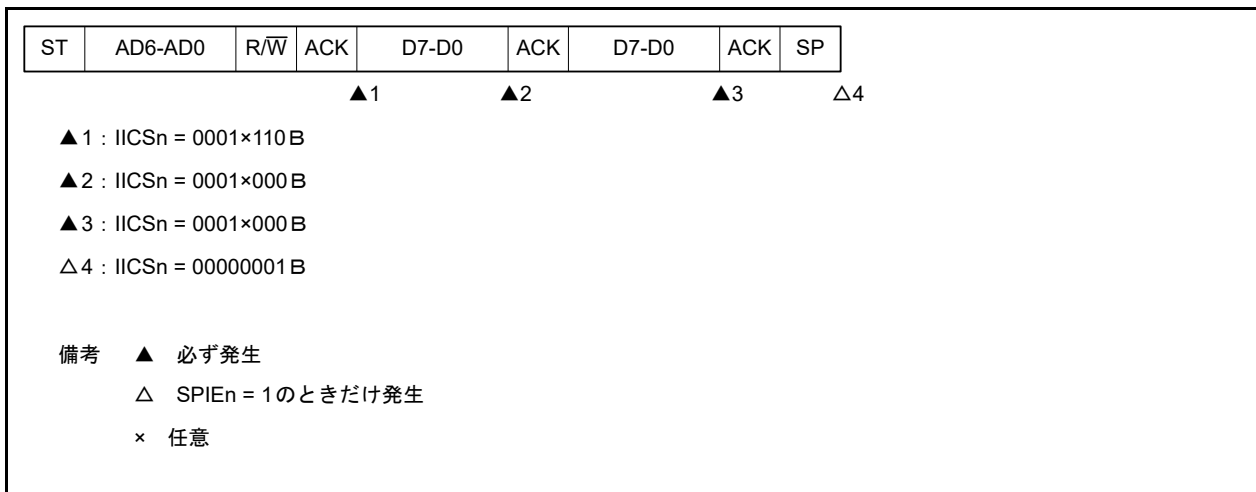 ST AD6-AD0 R/W̅ ACK D7-D0 ACK D7-D0 ACK SP
▲1 ▲2 ▲3 △4
▲1:IICSn = 0001×110B
▲2:IICSn = 0001×000B
▲3:IICSn = 0001×000B
△4:IICSn = 00000001B
備考 ▲ 必ず発生
△ SPIEn = 1のときだけ発生
× 任意